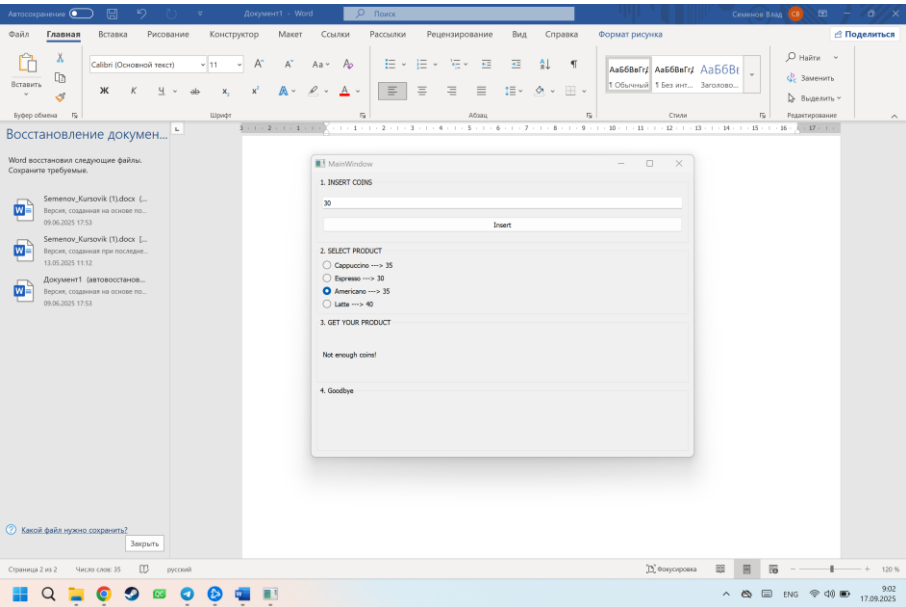 Автосохранение
Документ1 - Word
Поиск
Семенов Влад
СВ
Файл Главная Вставка Рисование Конструктор Макет Ссылки Рассылки Рецензирование Вид Справка Формат рисунка Поделиться
Вставить
Calibri (Основной текст) 11
Ж К Ч ab x₂ x²
АаБбВвГг, АаБбВвГг, АаБбВг
¶ Обычный ¶ Без инт... Заголово...
Найти
Заменить
Выделить
Буфер обмена Шрифт Абзац Стили Редактирование
Восстановление докумен...
Word восстановил следующие файлы.
Сохраните требуемые.
Semenov_Kursovik (1).docx (...
Версия, созданная на основе по...
09.06.2025 17:53
Semenov_Kursovik (1).docx [...
Версия, созданная при последне...
13.05.2025 11:12
Документ1 (автовосстанов...
Версия, созданная на основе по...
09.06.2025 17:53
Какой файл нужно сохранить?
Закрыть
MainWindow
1. INSERT COINS
30
Insert
2. SELECT PRODUCT
Cappuccino ---> 35
Espresso ---> 30
Americano ---> 35
Latte ---> 40
3. GET YOUR PRODUCT
Not enough coins!
4. Goodbye
Страница 2 из 2 Число слов: 35 русский Фокусировка 120 %
ENG 9:02
17.09.2025